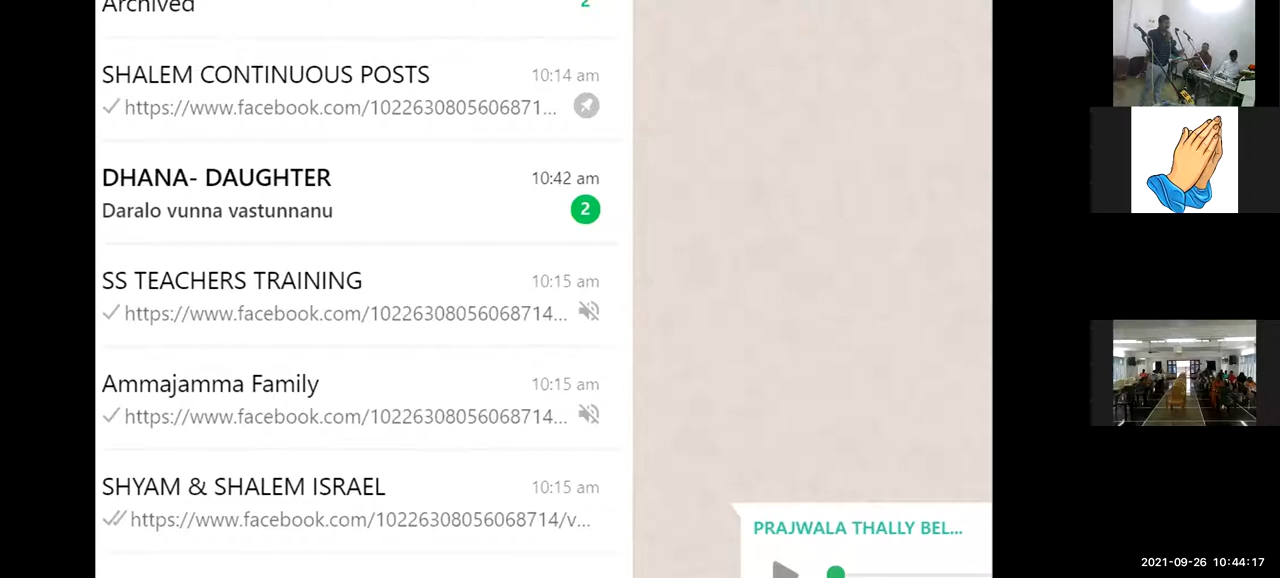 Archived
2
SHALEM CONTINUOUS POSTS
10:14 am
https://www.facebook.com/1022630805606871...
DHANA- DAUGHTER
10:42 am
Daralo vunna vastunnanu
2
SS TEACHERS TRAINING
10:15 am
https://www.facebook.com/10226308056068714...
Ammajamma Family
10:15 am
https://www.facebook.com/10226308056068714...
SHYAM & SHALEM ISRAEL
10:15 am
https://www.facebook.com/10226308056068714/v...
PRAJWALA THALLY BEL...
2021-09-26 10:44:17